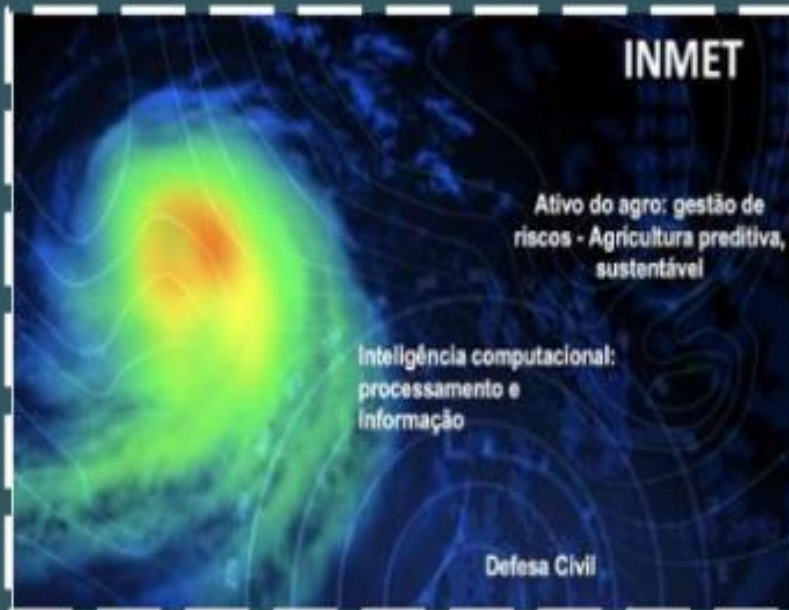 INMET
Ativo do agro: gestão de
riscos - Agricultura preditiva,
sustentável
Inteligência computacional:
processamento e
informação
Defesa Civil